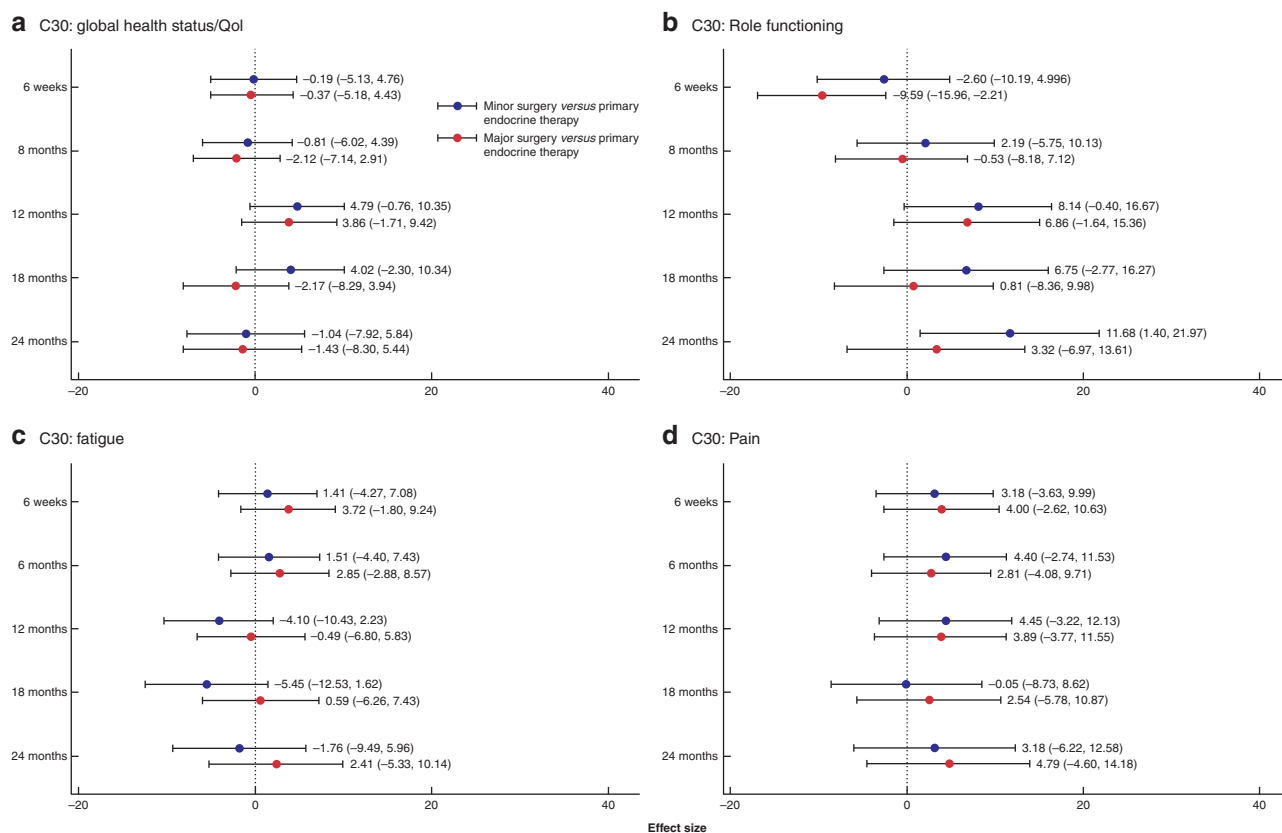 a C30: global health status/Qol
6 weeks
–0.19 (–5.13, 4.76)
–0.37 (–5.18, 4.43)
8 months
–0.81 (–6.02, 4.39)
–2.12 (–7.14, 2.91)
12 months
4.79 (–0.76, 10.35)
3.86 (–1.71, 9.42)
18 months
4.02 (–2.30, 10.34)
–2.17 (–8.29, 3.94)
24 months
–1.04 (–7.92, 5.84)
–1.43 (–8.30, 5.44)
–20 0 20 40
Minor surgery versus primary
endocrine therapy
Major surgery versus primary
endocrine therapy
b C30: Role functioning
6 weeks
–2.60 (–10.19, 4.996)
–9.59 (–15.96, –2.21)
8 months
2.19 (–5.75, 10.13)
–0.53 (–8.18, 7.12)
12 months
8.14 (–0.40, 16.67)
6.86 (–1.64, 15.36)
18 months
6.75 (–2.77, 16.27)
0.81 (–8.36, 9.98)
24 months
11.68 (1.40, 21.97)
3.32 (–6.97, 13.61)
–20 0 20 40
c C30: fatigue
6 weeks
1.41 (–4.27, 7.08)
3.72 (–1.80, 9.24)
6 months
1.51 (–4.40, 7.43)
2.85 (–2.88, 8.57)
12 months
–4.10 (–10.43, 2.23)
–0.49 (–6.80, 5.83)
18 months
–5.45 (–12.53, 1.62)
0.59 (–6.26, 7.43)
24 months
–1.76 (–9.49, 5.96)
2.41 (–5.33, 10.14)
–20 0 20 40
d C30: Pain
6 weeks
3.18 (–3.63, 9.99)
4.00 (–2.62, 10.63)
6 months
4.40 (–2.74, 11.53)
2.81 (–4.08, 9.71)
12 months
4.45 (–3.22, 12.13)
3.89 (–3.77, 11.55)
18 months
–0.05 (–8.73, 8.62)
2.54 (–5.78, 10.87)
24 months
3.18 (–6.22, 12.58)
4.79 (–4.60, 14.18)
–20 0 20 40
Effect size